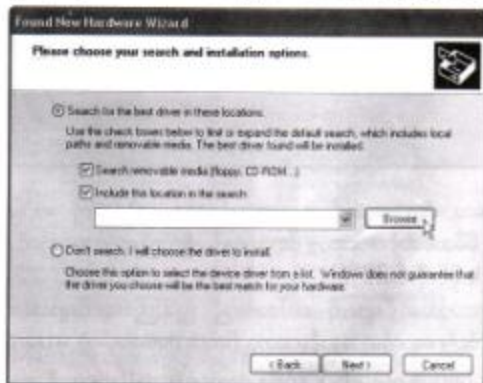 Found New Hardware Wizard
Please choose your search and installation options.
Search for the best driver in these locations.
Use the check boxes below to limit or expand the default search, which includes local
paths and removable media. The best driver found will be installed.
Search removable media (floppy, CD-ROM...)
Include this location in the search:
Browse
Don't search. I will choose the driver to install.
Choose this option to select the device driver from a list. Windows does not guarantee that
the driver you choose will be the best match for your hardware.
< Back
Next >
Cancel